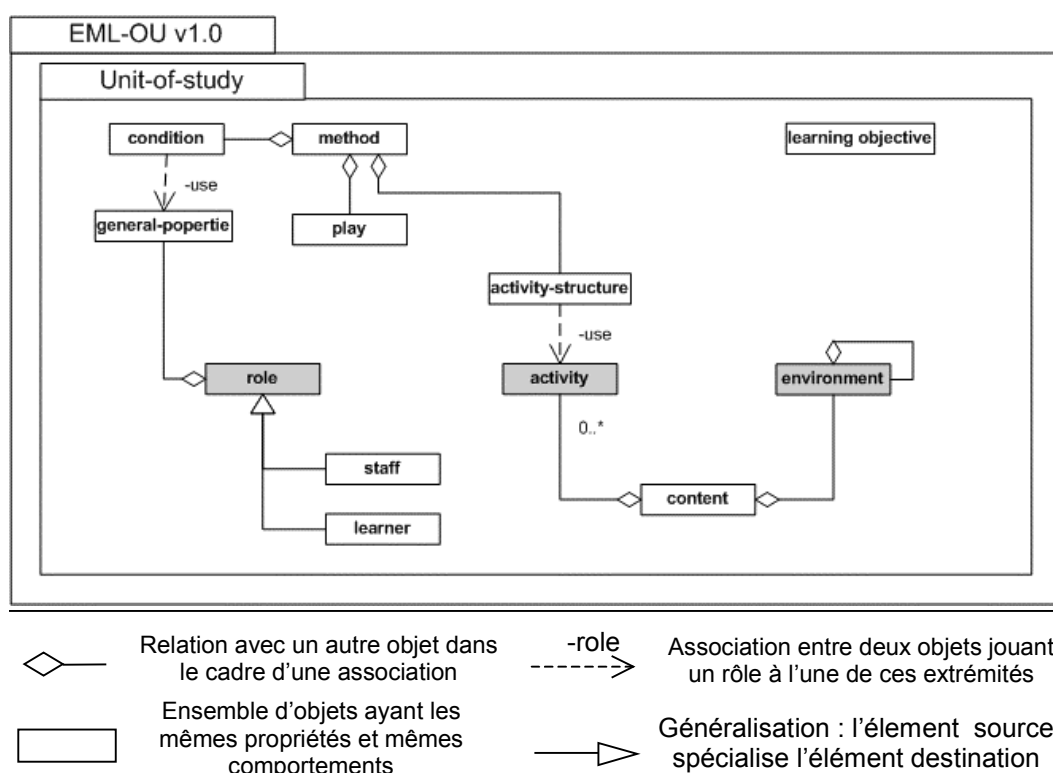 EML-OU v1.0
Unit-of-study
condition
method
learning objective
-use
general-popertie
play
activity-structure
-use
role
activity
environment
0..*
staff
content
learner
Relation avec un autre objet dans
le cadre d'une association
-role
Association entre deux objets jouant
un rôle à l'une de ces extrémités
Ensemble d'objets ayant les
mêmes propriétés et mêmes
comportements
Généralisation : l'élement source
spécialise l'élément destination